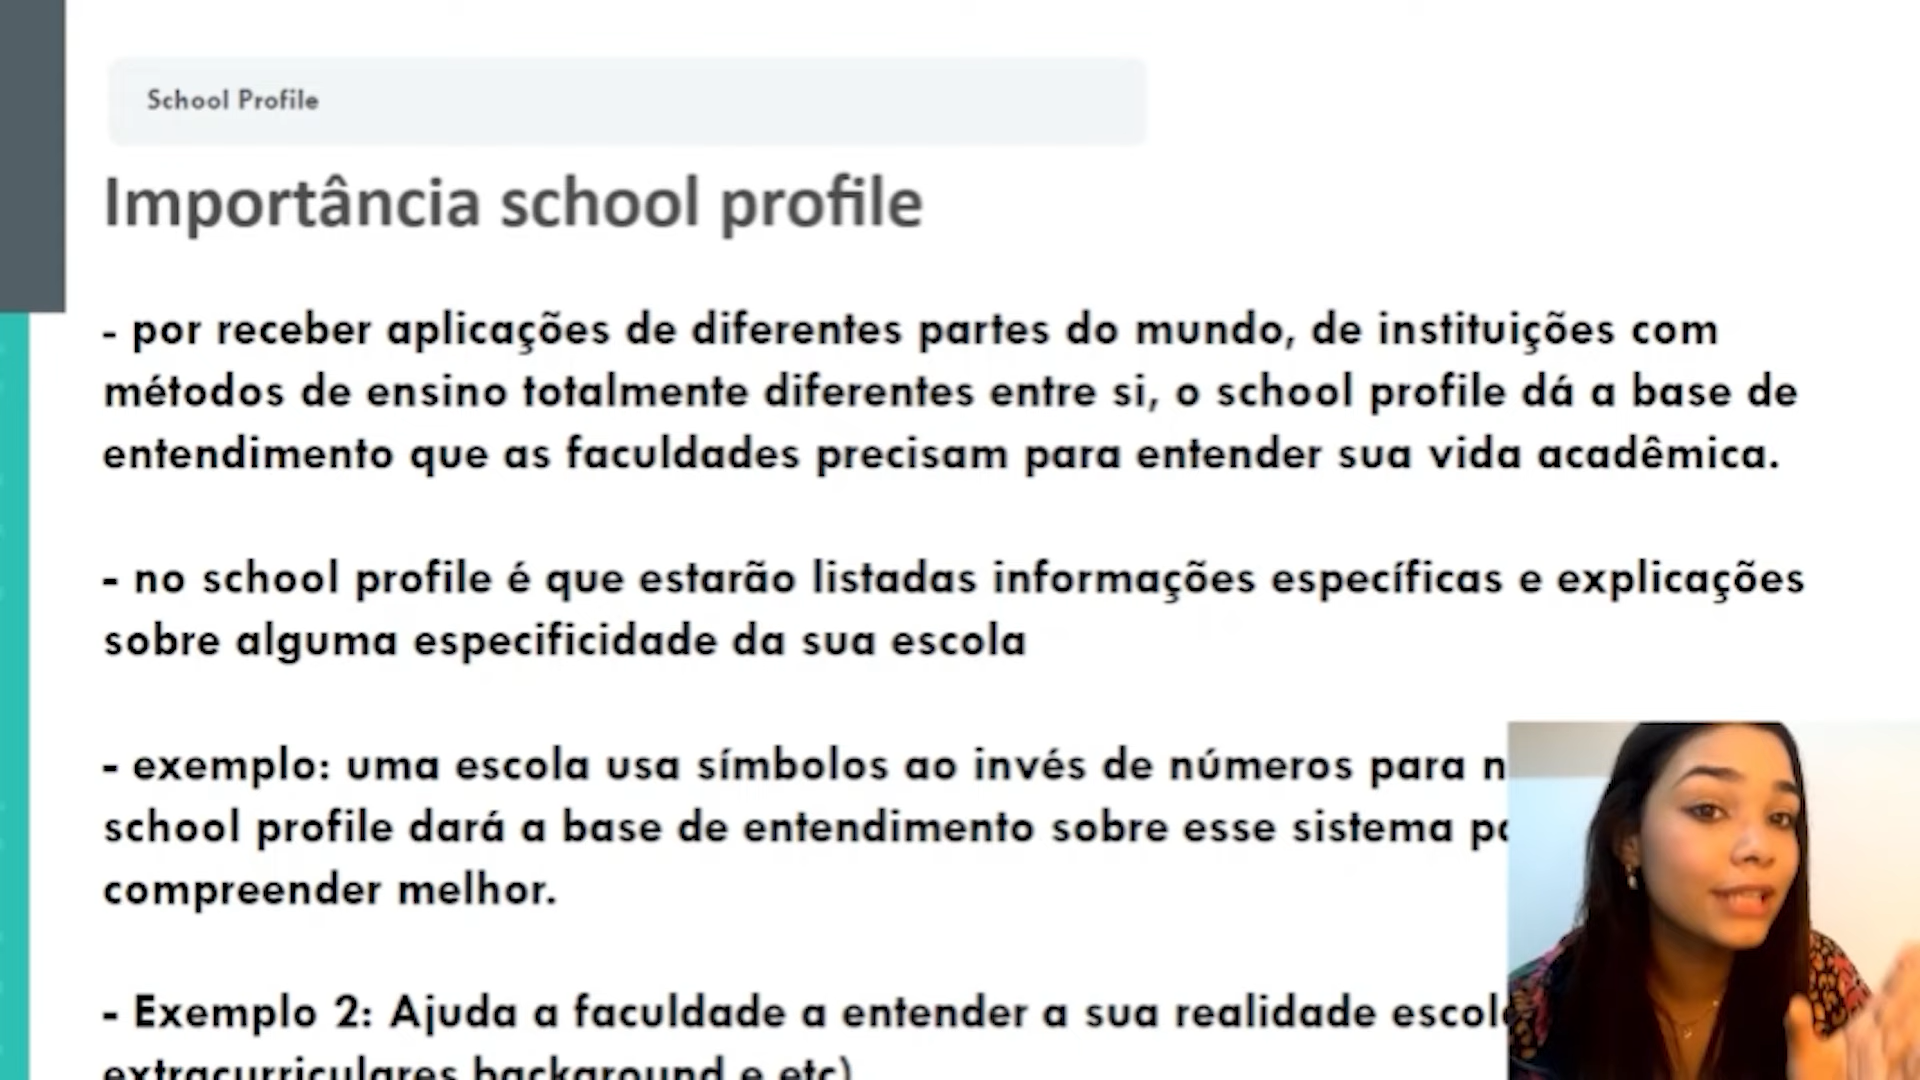 School Profile
Importância school profile
- por receber aplicações de diferentes partes do mundo, de instituições com
métodos de ensino totalmente diferentes entre si, o school profile dá a base de
entendimento que as faculdades precisam para entender sua vida acadêmica.
- no school profile é que estarão listadas informações específicas e explicações
sobre alguma especificidade da sua escola
- exemplo: uma escola usa símbolos ao invés de números para
school profile dará a base de entendimento sobre esse sistema
compreender melhor.
- Exemplo 2: Ajuda a faculdade a entender a sua realidade
extracurriculares background e etc)